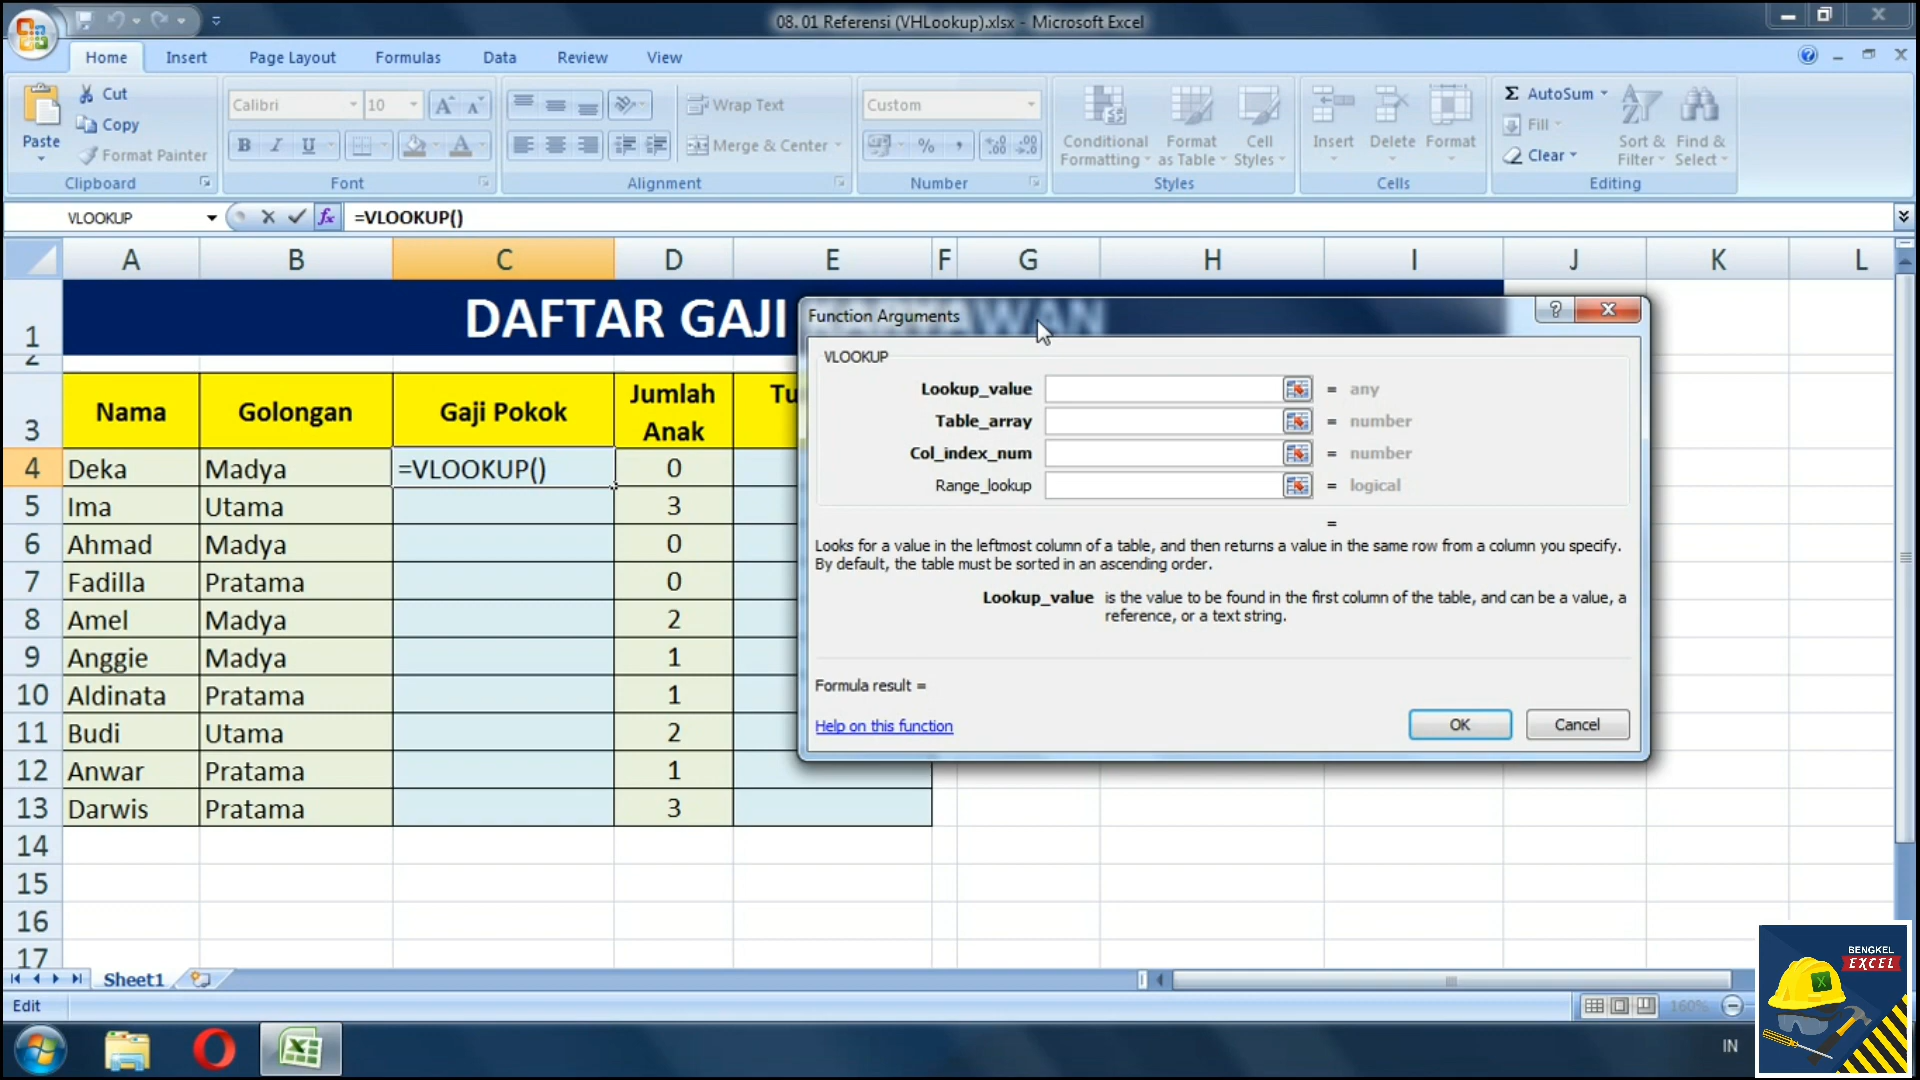 08. 01 Referensi (VHLookup).xlsx - Microsoft Excel
Home Insert Page Layout Formulas Data Review View
Paste
Cut
Copy
Format Painter
Clipboard
Calibri 10
B I U
Font
Wrap Text
Merge & Center
Alignment
Custom
%
Number
Conditional Formatting
Format as Table
Cell Styles
Styles
Insert Delete Format
Cells
Σ AutoSum
Fill
Clear
Sort & Filter
Find & Select
Editing
VLOOKUP fx =VLOOKUP()
A B C D E F G H I J K L
1 DAFTAR GAJI KARYAWAN
2
3 Nama Golongan Gaji Pokok Jumlah Anak Tu
4 Deka Madya =VLOOKUP() 0
5 Ima Utama 3
6 Ahmad Madya 0
7 Fadilla Pratama 0
8 Amel Madya 2
9 Anggie Madya 1
10 Aldinata Pratama 1
11 Budi Utama 2
12 Anwar Pratama 1
13 Darwis Pratama 3
14
15
16
17
Function Arguments
VLOOKUP
Lookup_value = any
Table_array = number
Col_index_num = number
Range_lookup = logical
=
Looks for a value in the leftmost column of a table, and then returns a value in the same row from a column you specify.
By default, the table must be sorted in an ascending order.
Lookup_value is the value to be found in the first column of the table, and can be a value, a
reference, or a text string.
Formula result =
Help on this function
OK Cancel
Sheet1
Edit
160%
IN
BENGKEL
EXCEL